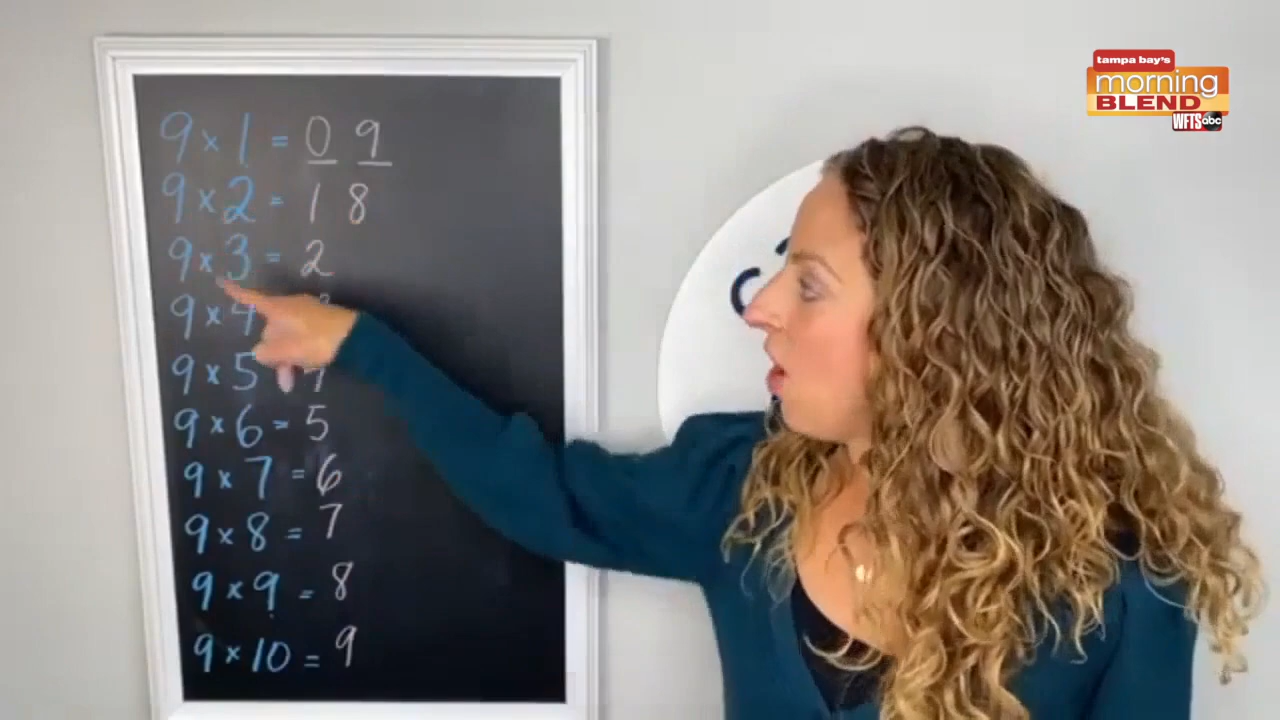 tampa bay's
morning
BLEND
WFTS abc
9 × 1 = 0 9
9 × 2 = 1 8
9 × 3 = 2
9 × 4
9 × 5
9 × 6 = 5
9 × 7 = 6
9 × 8 = 7
9 × 9 = 8
9 × 10 = 9